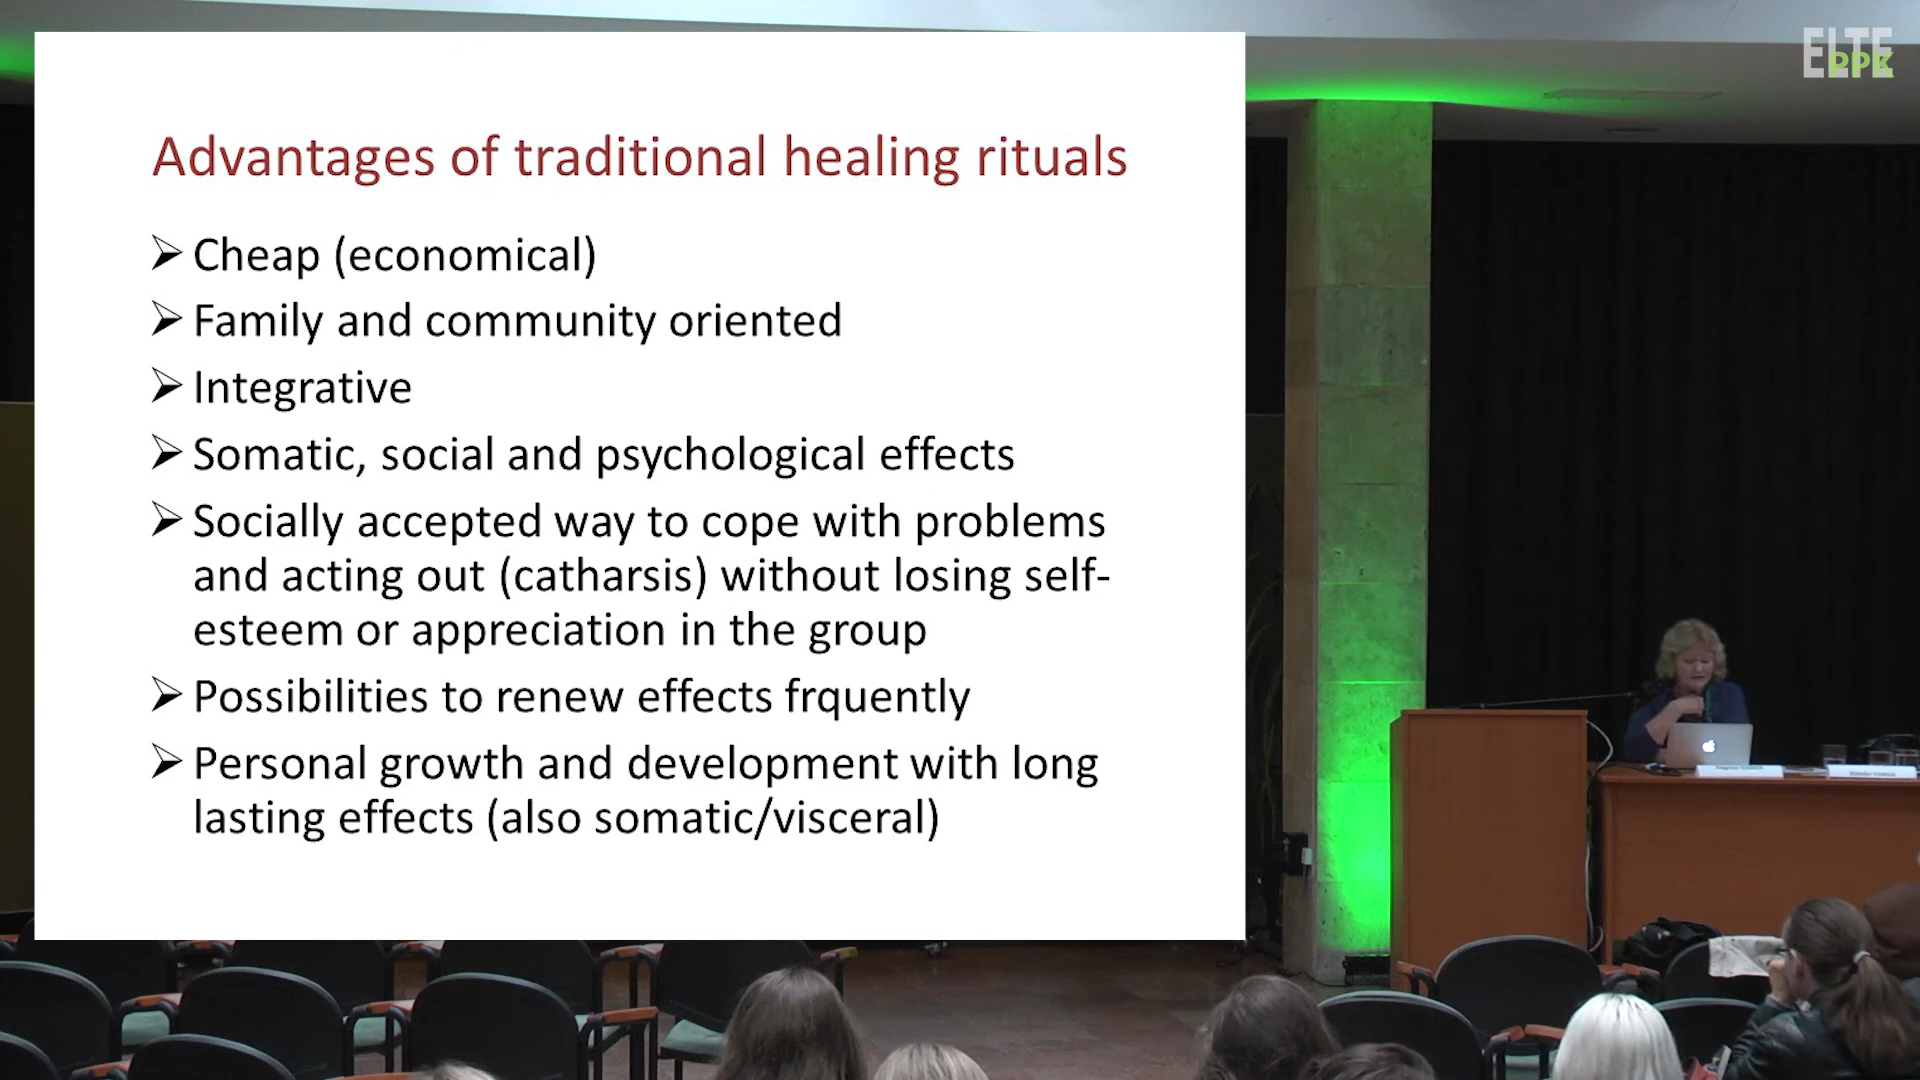 ELTE
PPK
Advantages of traditional healing rituals
➢ Cheap (economical)
➢ Family and community oriented
➢ Integrative
➢ Somatic, social and psychological effects
➢ Socially accepted way to cope with problems
and acting out (catharsis) without losing self-
esteem or appreciation in the group
➢ Possibilities to renew effects frquently
➢ Personal growth and development with long
lasting effects (also somatic/visceral)